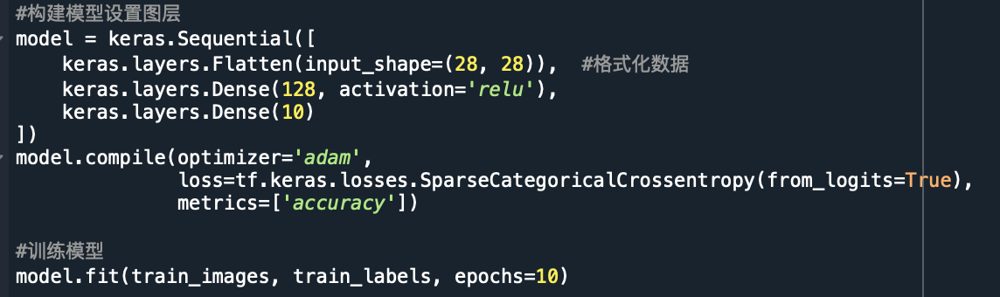 #构建模型设置图层
model = keras.Sequential([
    keras.layers.Flatten(input_shape=(28, 28)),  #格式化数据
    keras.layers.Dense(128, activation='relu'),
    keras.layers.Dense(10)
])
model.compile(optimizer='adam',
              loss=tf.keras.losses.SparseCategoricalCrossentropy(from_logits=True),
              metrics=['accuracy'])

#训练模型
model.fit(train_images, train_labels, epochs=10)